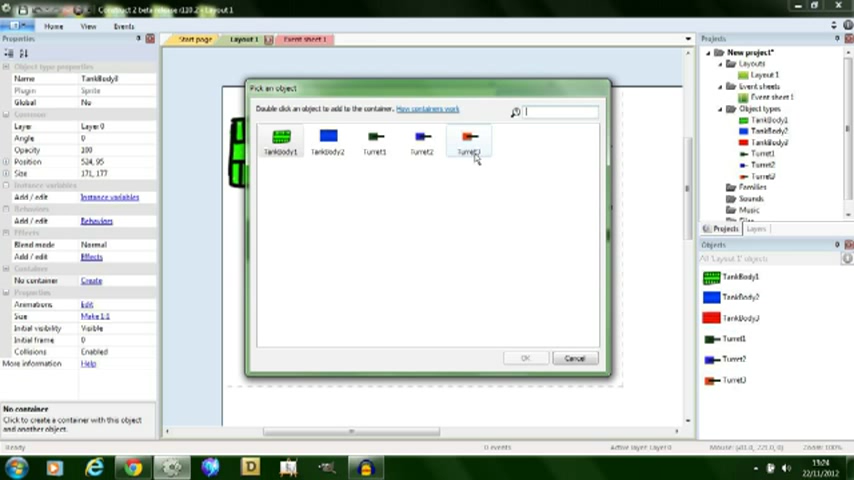 Construct 2 beta release r110.2 - Layout 1
Home View Events
Properties
Start page Layout 1 Event sheet 1
Projects
Object type properties
Name TankBody3
Plugin Sprite
Global No
Common
Layer Layer 0
Angle 0
Opacity 100
Position 524, 95
Size 171, 177
Instance variables
Add / edit Instance variables
Behaviors
Add / edit Behaviors
Effects
Blend mode Normal
Add / edit Effects
Container
No container Create
Properties
Animations Edit
Size Make 1:1
Initial visibility Visible
Initial frame 0
Collisions Enabled
More information Help
No container
Click to create a container with this object
and another object.
Pick an object
Double click an object to add to the container. How containers work
TankBody1 TankBody2 Turret1 Turret2 Turret3
OK Cancel
New project*
Layouts
Layout 1
Event sheets
Event sheet 1
Object types
TankBody1
TankBody2
TankBody3
Turret1
Turret2
Turret3
Families
Sounds
Music
Files
Projects Layers
Objects
All 'Layout 1' objects
TankBody1
TankBody2
TankBody3
Turret1
Turret2
Turret3
Ready 0 events Active layer: Layer 0 Zoom: 100%
13:24
22/11/2012